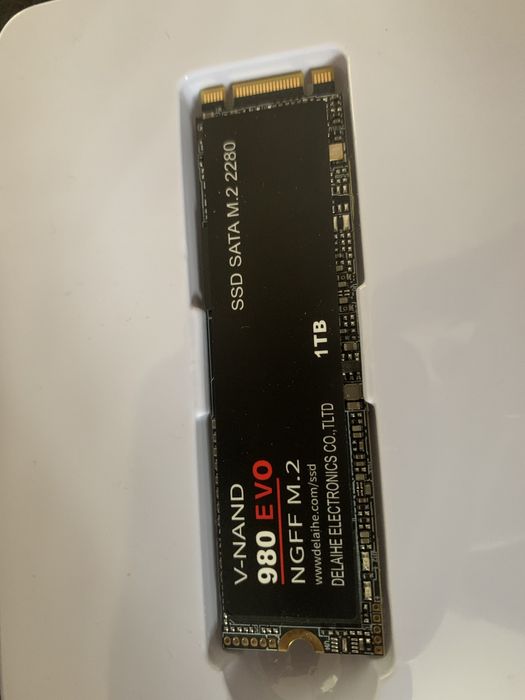 V-NAND
980 EVO
NGFF M.2
www.delaihe.com/ssd
DELAIHE ELECTRONICS CO.,TLTD
SSD SATA M.2 2280
1TB